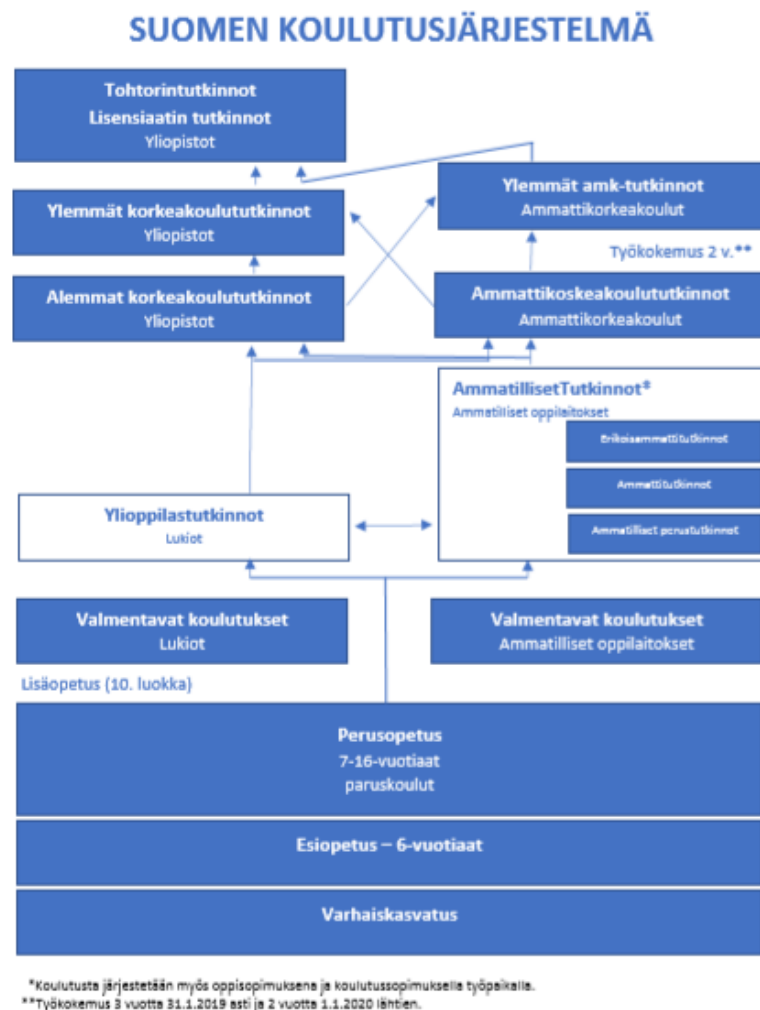 SUOMEN KOULUTUSJÄRJESTELMÄ
Tohtorintutkinnot
Lisensiaatin tutkinnot
Yliopistot
Ylemmät korkeakoulututkinnot
Yliopistot
Ylemmät amk-tutkinnot
Ammattikorkeakoulut
Työkokemus 2 v.**
Alemmat korkeakoulututkinnot
Yliopistot
Ammattikoskeakoulututkinnot
Ammattikorkeakoulut
AmmatillisetTutkinnot*
Ammatilliset oppilaitokset
Erikoisammattitutkinnot
Ammattitutkinnot
Ammatilliset perustutkinnot
Ylioppilastutkinnot
Lukiot
Valmentavat koulutukset
Lukiot
Valmentavat koulutukset
Ammatilliset oppilaitokset
Lisäopetus (10. luokka)
Perusopetus
7-16-vuotiaat
paruskoulut
Esiopetus – 6-vuotiaat
Varhaiskasvatus
*Koulutusta järjestetään myös oppisopimuksena ja koulutussopimuksella työpaikalla.
**Työkokemus 3 vuotta 31.1.2019 asti ja 2 vuotta 1.1.2020 lähtien.